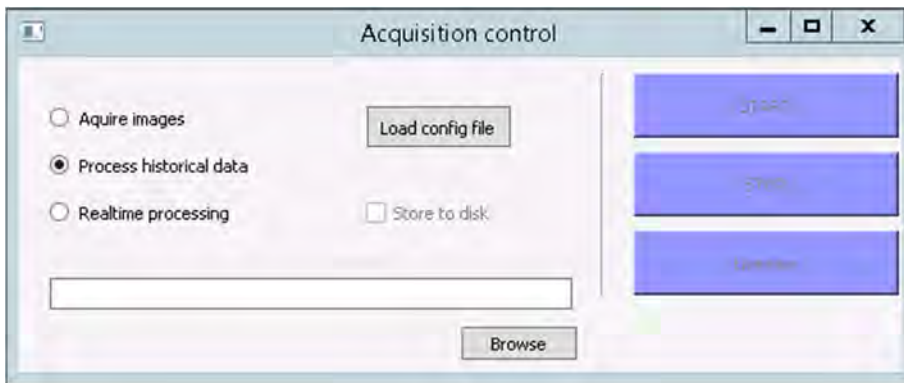 Acquisition control
Aquire images
Load config file
Process historical data
Realtime processing
Store to disk
Browse